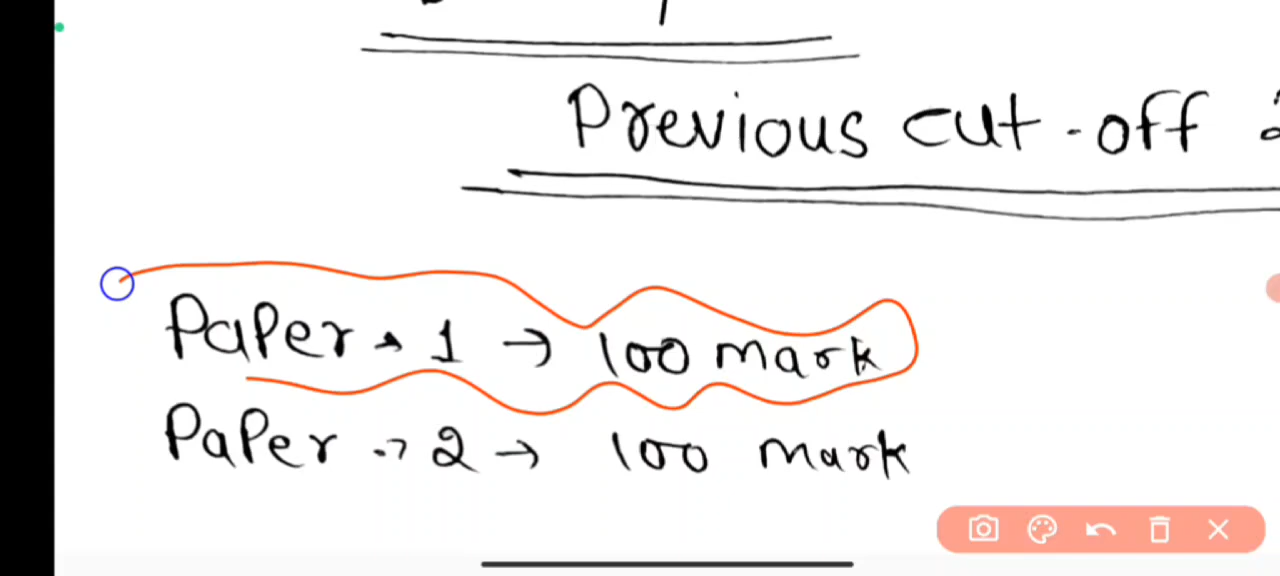 Previous cut-off
Paper - 1 → 100 mark
Paper - 2 → 100 mark